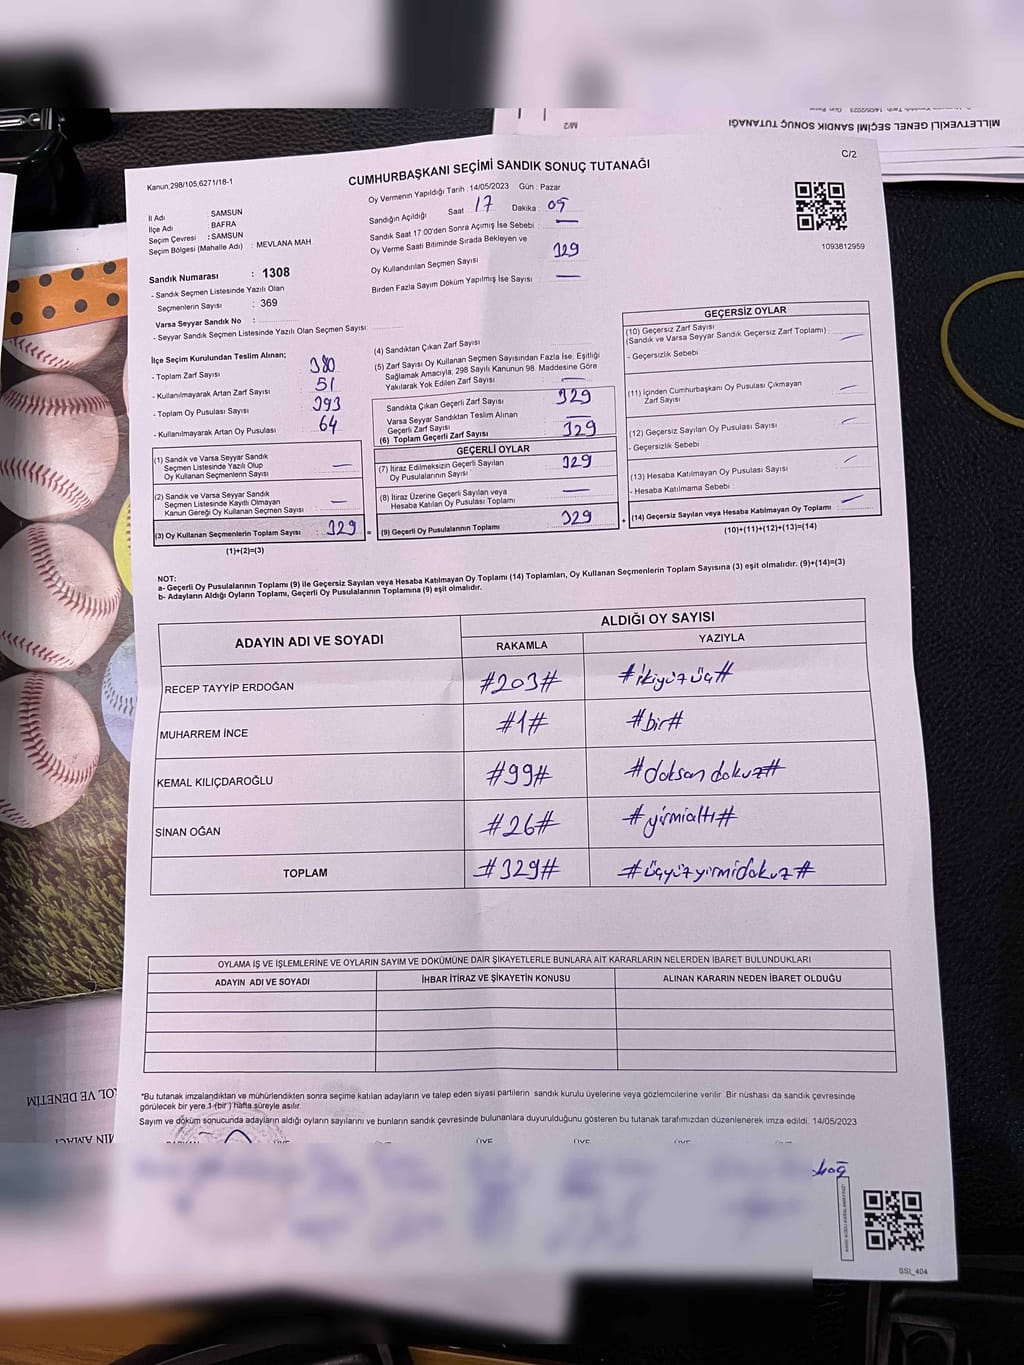 MİLLETVEKİLİ GENEL SEÇİMİ SANDIK SONUÇ TUTANAĞI
M/2
C/2
Kanun,298/105,6271/18-1
CUMHURBAŞKANI SEÇİMİ SANDIK SONUÇ TUTANAĞI
1093812959
İl Adı SAMSUN
İlçe Adı BAFRA
Seçim Çevresi : SAMSUN
Seçim Bölgesi (Mahalle Adı) : MEVLANA MAH
Sandık Numarası : 1308
- Sandık Seçmen Listesinde Yazılı Olan
Seçmenlerin Sayısı : 369
Varsa Seyyar Sandık No :
- Seyyar Sandık Seçmen Listesinde Yazılı Olan Seçmen Sayısı:
Oy Vermenin Yapıldığı Tarih : 14/05/2023 Gün : Pazar
Sandığın Açıldığı Saat 17 Dakika : 05
Sandık Saat 17:00'den Sonra Açımış İse Sebebi : —
Oy Verme Saati Bitiminde Sırada Bekleyen ve
Oy Kullandırılan Seçmen Sayısı 329
Birden Fazla Sayım Döküm Yapılmış İse Sayısı —
İlçe Seçim Kurulundan Teslim Alınan;
- Toplam Zarf Sayısı 380
- Kullanılmayarak Artan Zarf Sayısı 51
- Toplam Oy Pusulası Sayısı 393
- Kullanılmayarak Artan Oy Pusulası 64
(1) Sandık ve Varsa Seyyar Sandık
Seçmen Listesinde Yazılı Olup
Oy Kullanan Seçmenlerin Sayısı —
(2) Sandık ve Varsa Seyyar Sandık
Seçmen Listesinde Kayıtlı Olmayan
Kanun Gereği Oy Kullanan Seçmen Sayısı —
(3) Oy Kullanan Seçmenlerin Toplam Sayısı : 329 =
(1)+(2)=(3)
(4) Sandıktan Çıkan Zarf Sayısı
(5) Zarf Sayısı Oy Kullanan Seçmen Sayısından Fazla İse, Eşitliği
Sağlamak Amacıyla, 298 Sayılı Kanunun 98. Maddesine Göre
Yakılarak Yok Edilen Zarf Sayısı —
Sandıkta Çıkan Geçerli Zarf Sayısı 329
Varsa Seyyar Sandıktan Teslim Alınan
Geçerli Zarf Sayısı —
(6) Toplam Geçerli Zarf Sayısı 329
GEÇERLİ OYLAR
(7) İtiraz Edilmeksizin Geçerli Sayılan
Oy Pusulalarının Sayısı 329
(8) İtiraz Üzerine Geçerli Sayılan veya
Hesaba Katılan Oy Pusulası Toplamı —
(9) Geçerli Oy Pusulalarının Toplamı 329 +
GEÇERSİZ OYLAR
(10) Geçersiz Zarf Sayısı
(Sandık ve Varsa Seyyar Sandık Geçersiz Zarf Toplamı) : —
- Geçersizlik Sebebi
(11) İçinden Cumhurbaşkanı Oy Pusulası Çıkmayan
Zarf Sayısı —
(12) Geçersiz Sayılan Oy Pusulası Sayısı —
- Geçersizlik Sebebi
(13) Hesaba Katılmayan Oy Pusulası Sayısı —
- Hesaba Katılmama Sebebi :
(14) Geçersiz Sayılan veya Hesaba Katılmayan Oy Toplamı : —
(10)+(11)+(12)+(13)=(14)
NOT:
a- Geçerli Oy Pusulalarının Toplamı (9) ile Geçersiz Sayılan veya Hesaba Katılmayan Oy Toplamı (14) Toplamları, Oy Kullanan Seçmenlerin Toplam Sayısına (3) eşit olmalıdır. (9)+(14)=(3)
b- Adayların Aldığı Oyların Toplamı, Geçerli Oy Pusulalarının Toplamına (9) eşit olmalıdır.
ADAYIN ADI VE SOYADI ALDIĞI OY SAYISI
RAKAMLA YAZIYLA
RECEP TAYYİP ERDOĞAN #203# #ikiyüzüç#
MUHARREM İNCE #1# #bir#
KEMAL KILIÇDAROĞLU #99# #doksandokuz#
SİNAN OĞAN #26# #yirmialtı#
TOPLAM #329# #üçyüzyirmidokuz#
OYLAMA İŞ VE İŞLEMLERİNE VE OYLARIN SAYIM VE DÖKÜMÜNE DAİR ŞİKAYETLERLE BUNLARA AİT KARARLARIN NELERDEN İBARET BULUNDUKLARI
ADAYIN ADI VE SOYADI İHBAR İTİRAZ VE ŞİKAYETİN KONUSU ALINAN KARARIN NEDEN İBARET OLDUĞU
*Bu tutanak imzalandıktan ve mühürlendikten sonra seçime katılan adayların ve talep eden siyasi partilerin sandık kurulu üyelerine veya gözlemcilerine verilir. Bir nüshası da sandık çevresinde
görülecek bir yere 1 (bir ) hafta süreyle asılır.
Sayım ve döküm sonucunda adayların aldığı oyların sayılarını ve bunların sandık çevresinde bulunanlara duyurulduğunu gösteren bu tutanak tarafımızdan düzenlenerek imza edildi. 14/05/2023
ÜYE ÜYE ÜYE ÜYE
OL VE DENETİM